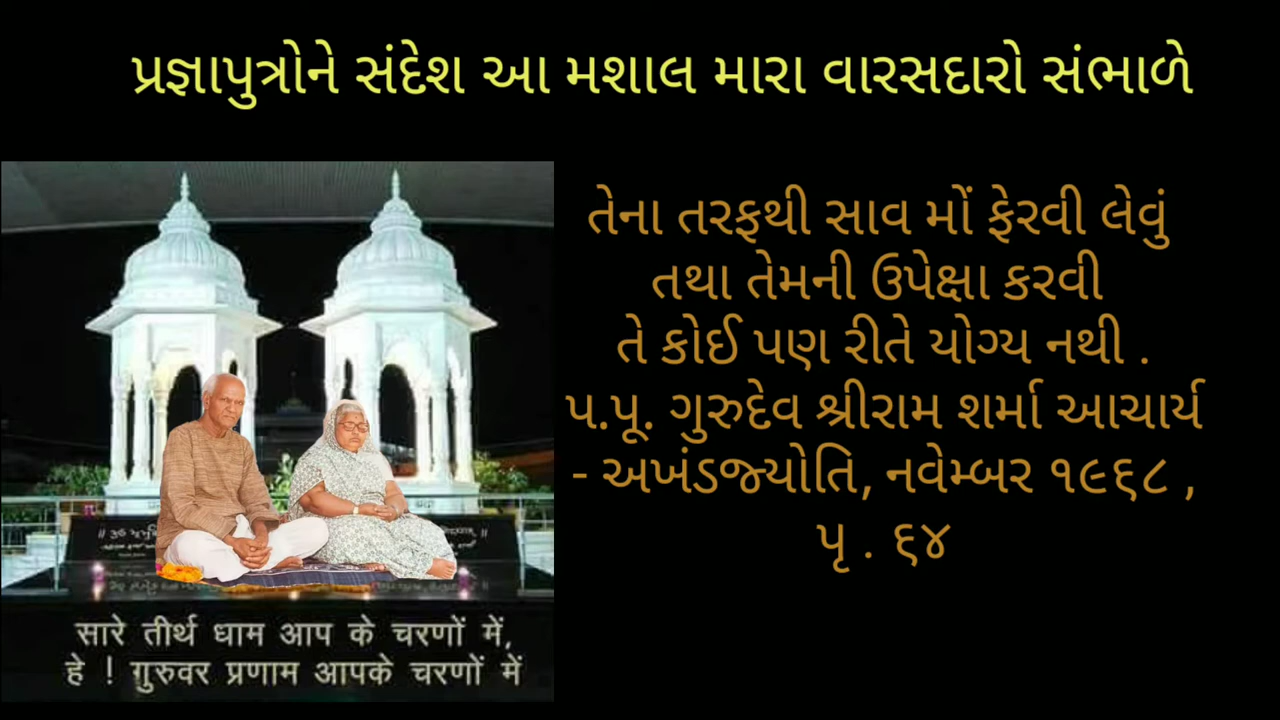 પ્રજ્ઞાપુત્રોને સંદેશ આ મશાલ મારા વારસદારો સંભાળે
તેના તરફથી સાવ મોં ફેરવી લેવું
તથા તેમની ઉપેક્ષા કરવી
તે કોઈ પણ રીતે યોગ્ય નથી .
પ.પૂ. ગુરુદેવ શ્રીરામ શર્મા આચાર્ય
- અખંડજ્યોતિ, નવેમ્બર ૧૯૬૮ ,
પૃ . ૬૪
सारे तीर्थ धाम आप के चरणों में,
हे ! गुरुवर प्रणाम आपके चरणों में